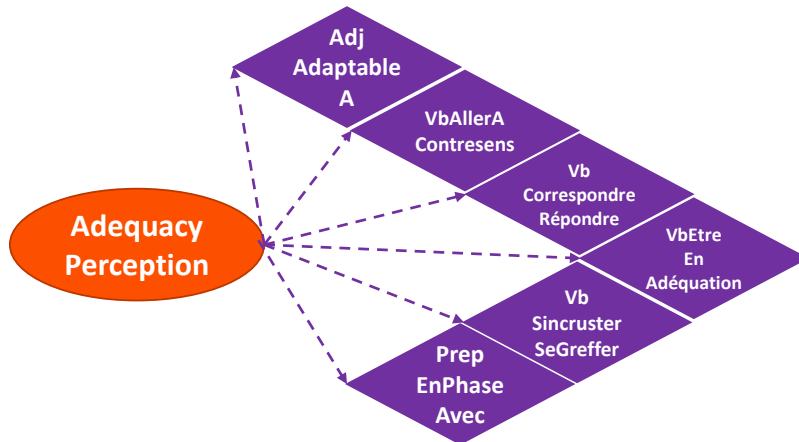 Adj
Adaptable
A
VbAllerA
Contresens
Vb
Correspondre
Répondre
VbEtre
En
Adéquation
Adequacy
Perception
Vb
Sincruster
SeGreffer
Prep
EnPhase
Avec